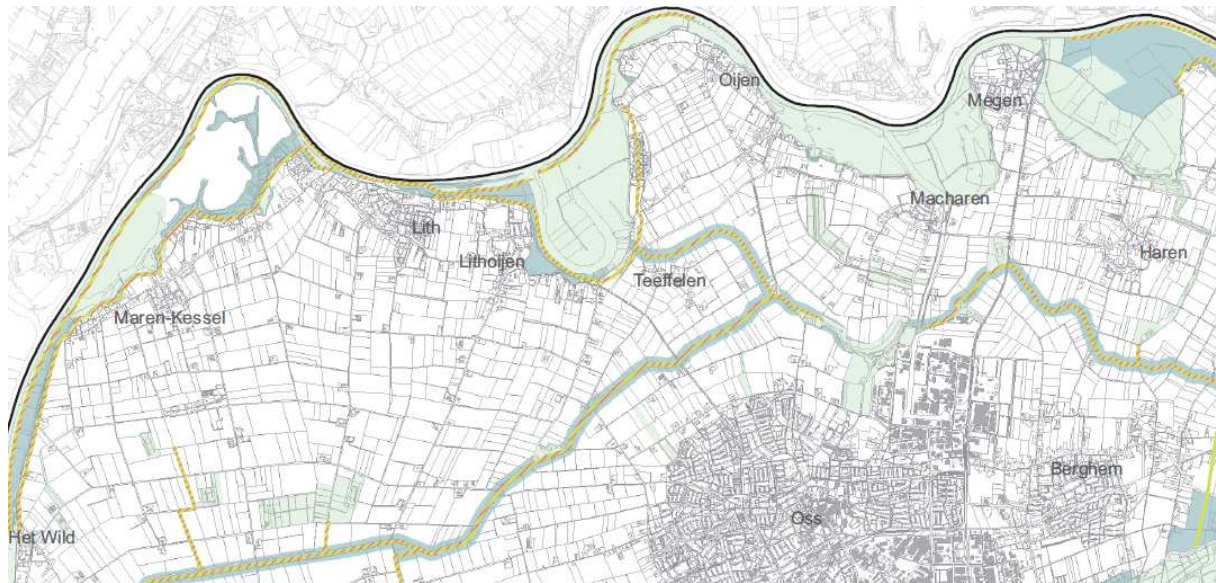 Oijen
Megen
Macharen
Lith
Haren
Lithoijen
Teeffelen
Maren-Kessel
Berghem
Oss
Het Wild